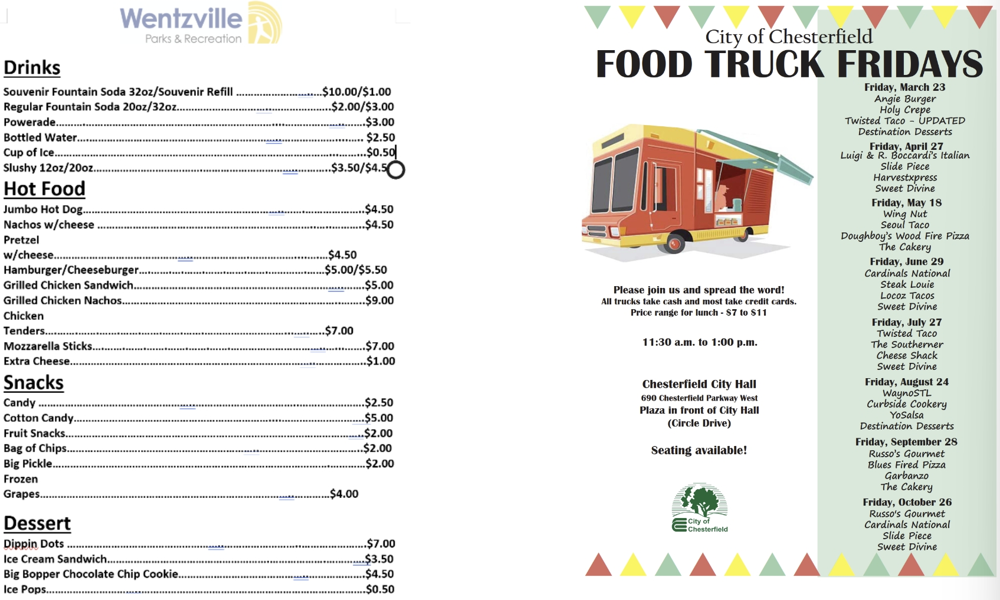 Wentzville
Parks & Recreation
Drinks
Souvenir Fountain Soda 32oz/Souvenir Refill ............................$10.00/$1.00
Regular Fountain Soda 20oz/32oz....................................................$2.00/$3.00
Powerade..............................................................................................$3.00
Bottled Water....................................................................................... $2.50
Cup of Ice..............................................................................................$0.50
Slushy 12oz/20oz................................................................................$3.50/$4.5
Hot Food
Jumbo Hot Dog......................................................................................$4.50
Nachos w/cheese .................................................................................$4.50
Pretzel
w/cheese...............................................................................$4.50
Hamburger/Cheeseburger.........................................................$5.00/$5.50
Grilled Chicken Sandwich.....................................................................$5.00
Grilled Chicken Nachos.........................................................................$9.00
Chicken
Tenders.................................................................................$7.00
Mozzarella Sticks..................................................................................$7.00
Extra Cheese.........................................................................................$1.00
Snacks
Candy ...................................................................................................$2.50
Cotton Candy........................................................................................$5.00
Fruit Snacks..........................................................................................$2.00
Bag of Chips..........................................................................................$2.00
Big Pickle...............................................................................................$2.00
Frozen
Grapes...................................................................................$4.00
Dessert
Dippin Dots ..........................................................................................$7.00
Ice Cream Sandwich..............................................................................$3.50
Big Bopper Chocolate Chip Cookie.......................................................$4.50
Ice Pops.................................................................................................$0.50
City of Chesterfield
FOOD TRUCK FRIDAYS
Please join us and spread the word!
All trucks take cash and most take credit cards.
Price range for lunch - $7 to $11
11:30 a.m. to 1:00 p.m.
Chesterfield City Hall
690 Chesterfield Parkway West
Plaza in front of City Hall
(Circle Drive)
Seating available!
City of
Chesterfield
Friday, March 23
Angie Burger
Holy Crepe
Twisted Taco - UPDATED
Destination Desserts
Friday, April 27
Luigi & R. Boccardi's Italian
Slide Piece
Harvestxpress
Sweet Divine
Friday, May 18
Wing Nut
Seoul Taco
Doughboy's Wood Fire Pizza
The Cakery
Friday, June 29
Cardinals National
Steak Louie
Locoz Tacos
Sweet Divine
Friday, July 27
Twisted Taco
The Southerner
Cheese Shack
Sweet Divine
Friday, August 24
WaynoSTL
Curbside Cookery
YoSalsa
Destination Desserts
Friday, September 28
Russo's Gourmet
Blues Fired Pizza
Garbanzo
The Cakery
Friday, October 26
Russo's Gourmet
Cardinals National
Slide Piece
Sweet Divine